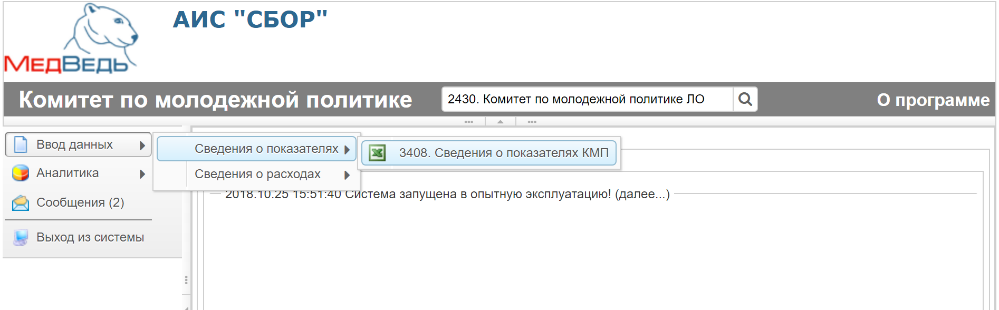 АИС "СБОР"
МедВедь
Комитет по молодежной политике
2430. Комитет по молодежной политике ЛО
О программе
Ввод данных
Сведения о показателях
3408. Сведения о показателях КМП
Аналитика
Сведения о расходах
2018.10.25 15:51:40 Система запущена в опытную эксплуатацию! (далее...)
Сообщения (2)
Выход из системы